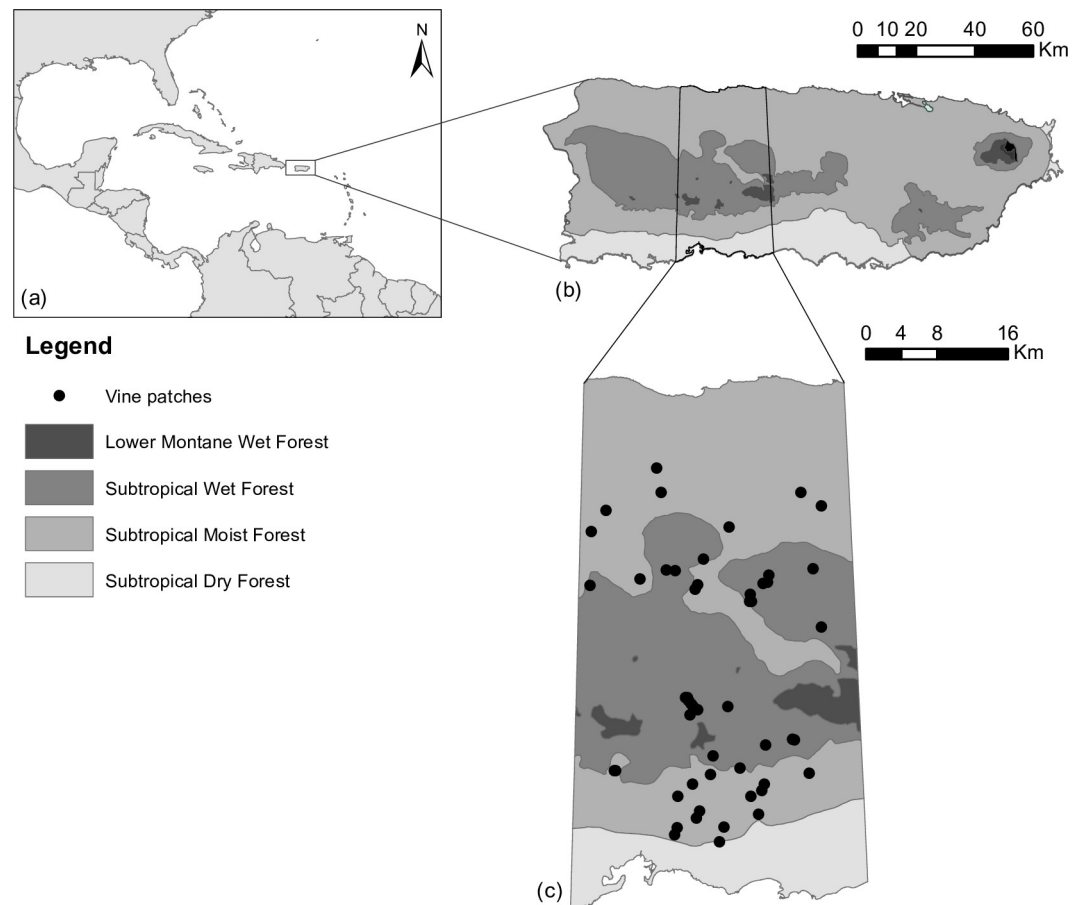 N
(a)
0 10 20 40 60
Km
(b)
Legend
Vine patches
Lower Montane Wet Forest
Subtropical Wet Forest
Subtropical Moist Forest
Subtropical Dry Forest
0 4 8 16
Km
(c)